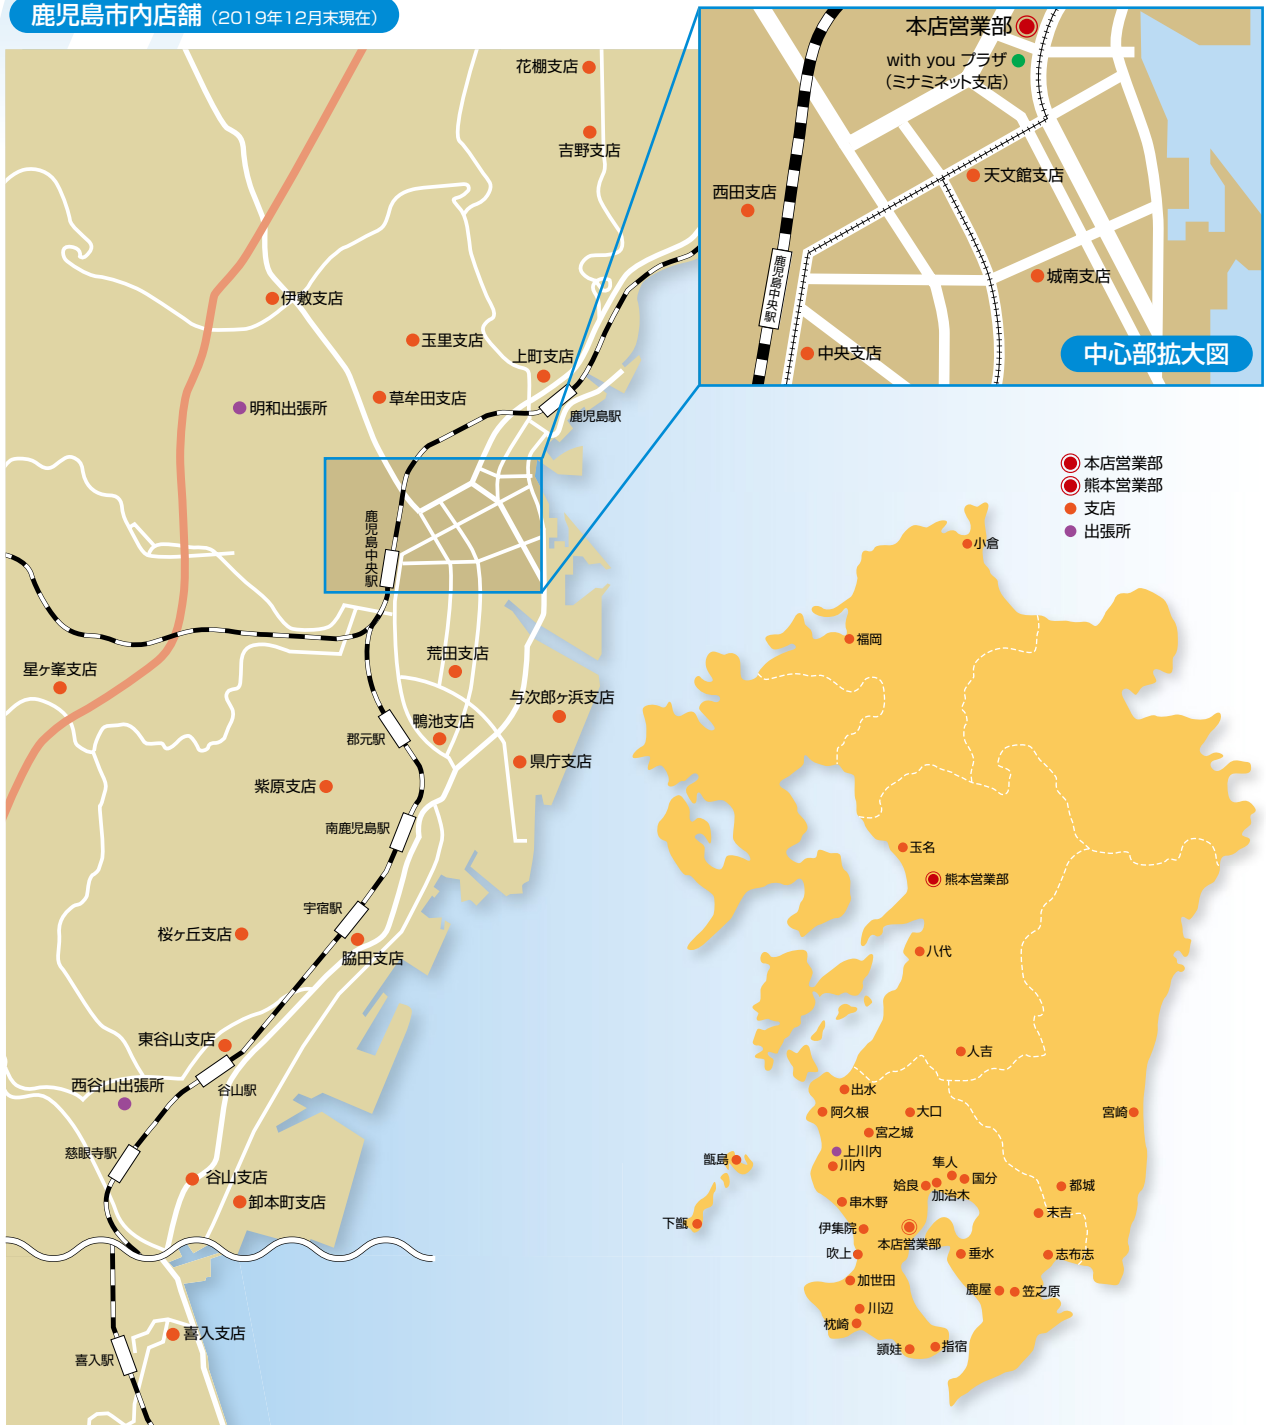 鹿児島市内店舗（2019年12月末現在）
花棚支店
吉野支店
伊敷支店
玉里支店
上町支店
草牟田支店
明和出張所
鹿児島駅
鹿児島中央駅
荒田支店
星ヶ峯支店
与次郎ヶ浜支店
鴨池支店
郡元駅
県庁支店
紫原支店
南鹿児島駅
宇宿駅
桜ヶ丘支店
脇田支店
東谷山支店
谷山駅
西谷山出張所
慈眼寺駅
谷山支店
卸本町支店
喜入支店
喜入駅
本店営業部
with you プラザ
（ミナミネット支店）
天文館支店
西田支店
鹿児島中央駅
城南支店
中央支店
中心部拡大図
本店営業部
熊本営業部
支店
出張所
小倉
福岡
玉名
熊本営業部
八代
人吉
出水
阿久根
大口
宮崎
宮之城
上川内
川内
甑島
隼人
国分
姶良
加治木
都城
串木野
末吉
下甑
伊集院
本店営業部
吹上
垂水
志布志
加世田
鹿屋
笠之原
川辺
枕崎
頴娃
指宿